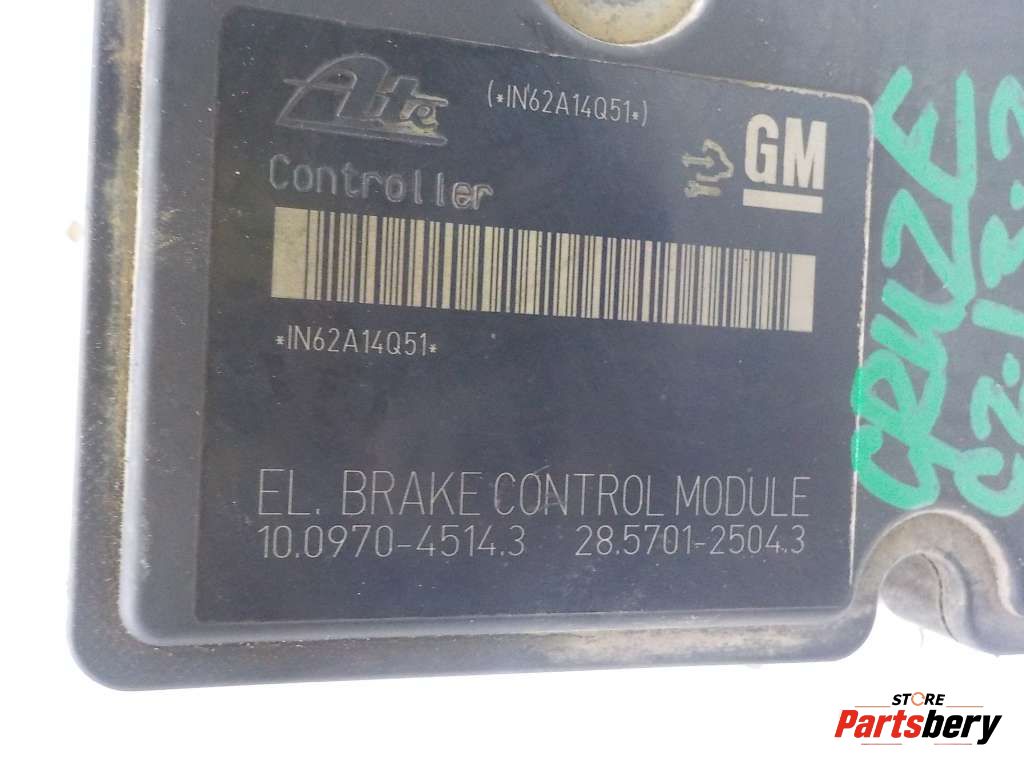 Ate (*IN62A14Q51*)
GM
Controller
*IN62A14Q51*
EL. BRAKE CONTROL MODULE
10.0970-4514.3 28.5701-2504.3
CRUZE
STORE
Partsbery